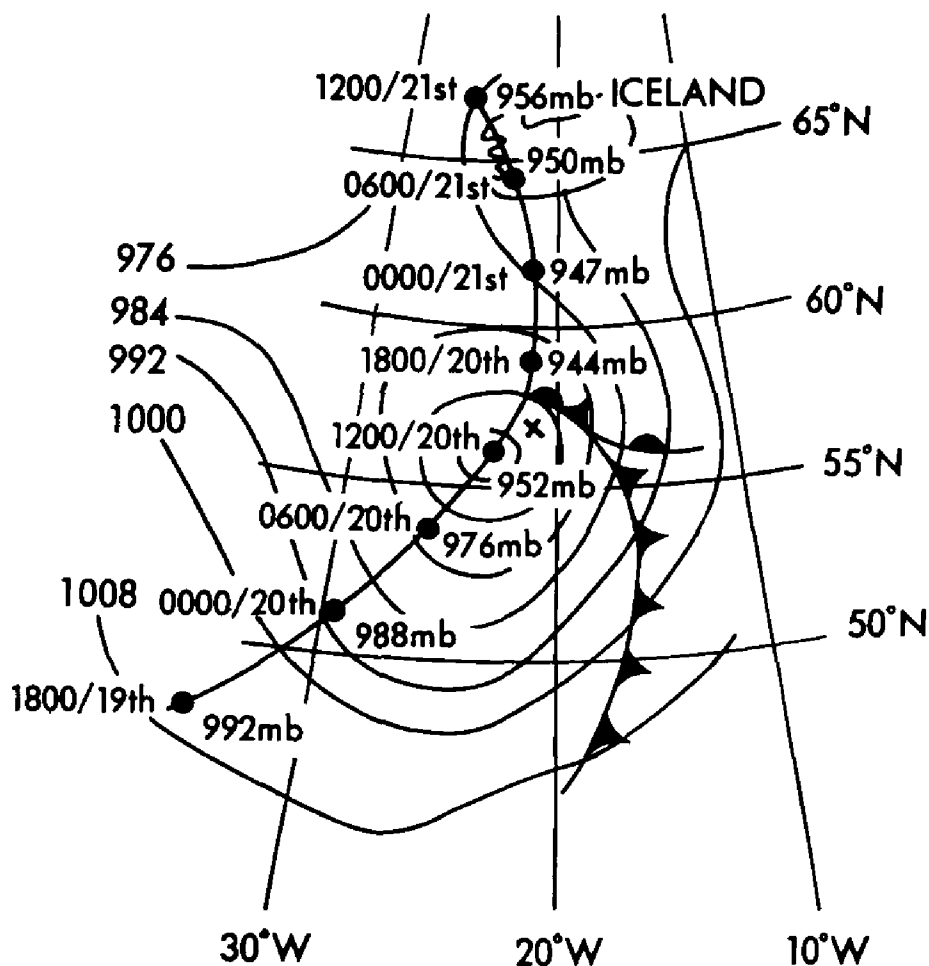 1200/21st 956mb ICELAND
65°N
950mb
0600/21st
976
0000/21st 947mb
60°N
984
1800/20th 944mb
992
1000
1200/20th
x
55°N
952mb
0600/20th
976mb
1008
0000/20th
988mb
50°N
1800/19th
992mb
30°W
20°W
10°W